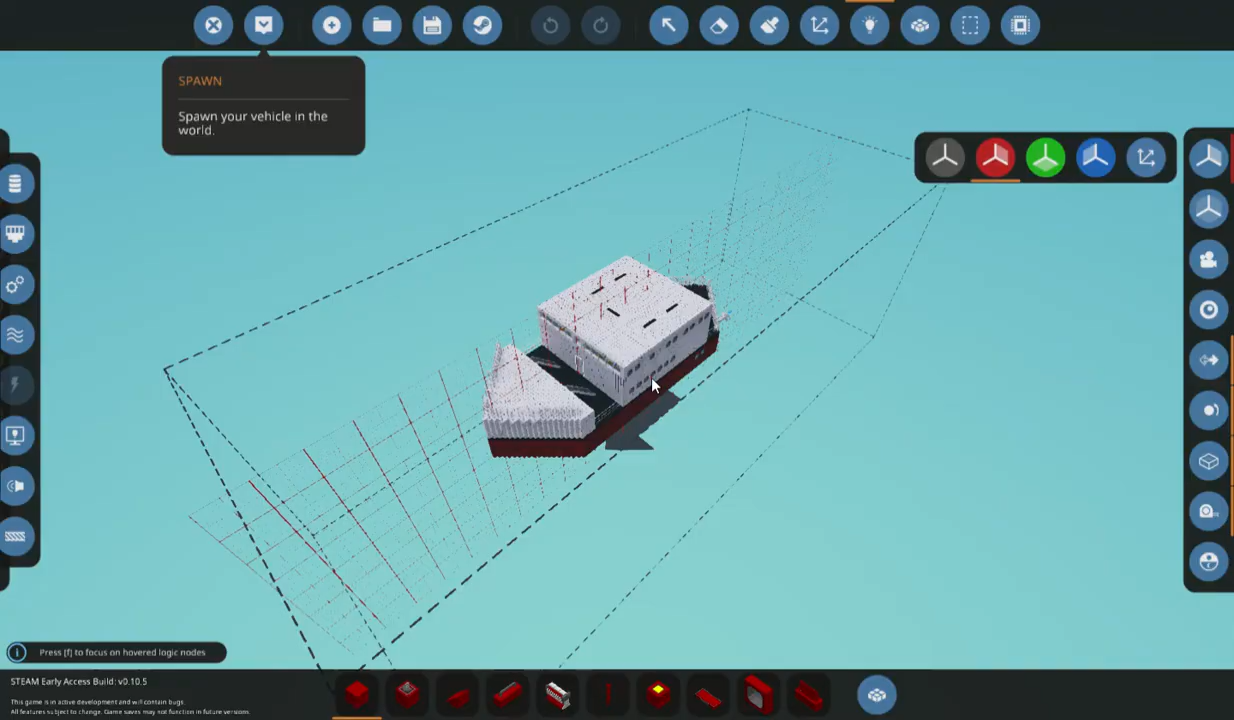 SPAWN
Spawn your vehicle in the
world.
Press [f] to focus on hovered logic nodes
STEAM Early Access Build: v0.10.5
This game is in active development and will contain bugs.
All features subject to change. Game saves may not function in future versions.